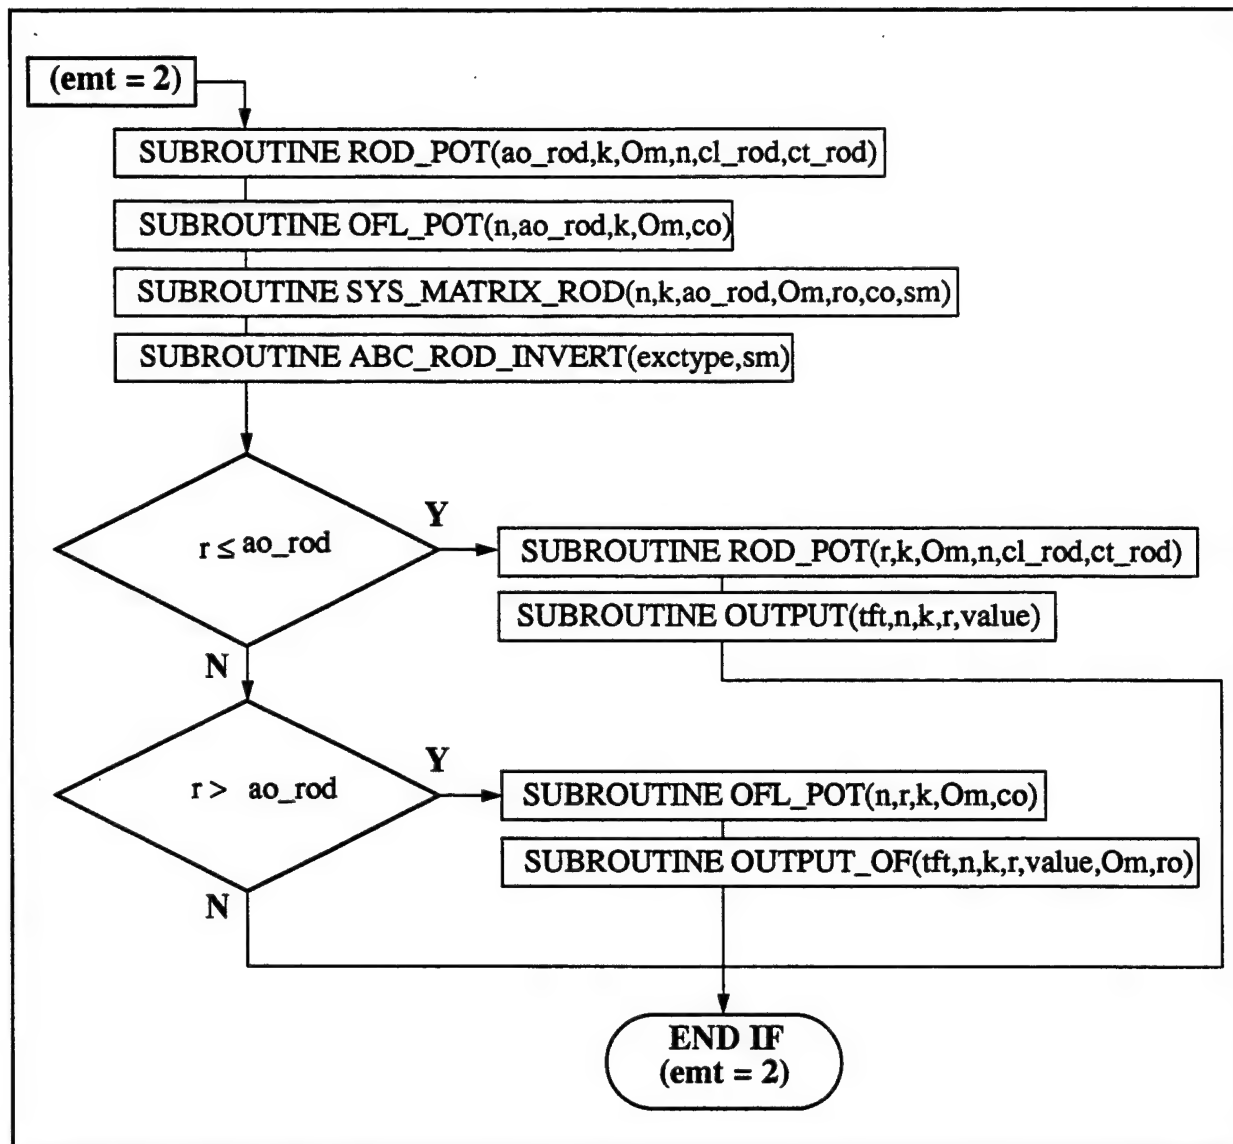 (emt = 2)
SUBROUTINE ROD_POT(ao_rod,k,Om,n,cl_rod,ct_rod)
SUBROUTINE OFL_POT(n,ao_rod,k,Om,co)
SUBROUTINE SYS_MATRIX_ROD(n,k,ao_rod,Om,ro,co,sm)
SUBROUTINE ABC_ROD_INVERT(exctype,sm)
r ≤ ao_rod
Y
SUBROUTINE ROD_POT(r,k,Om,n,cl_rod,ct_rod)
SUBROUTINE OUTPUT(tft,n,k,r,value)
N
r > ao_rod
Y
SUBROUTINE OFL_POT(n,r,k,Om,co)
SUBROUTINE OUTPUT_OF(tft,n,k,r,value,Om,ro)
N
END IF
(emt = 2)